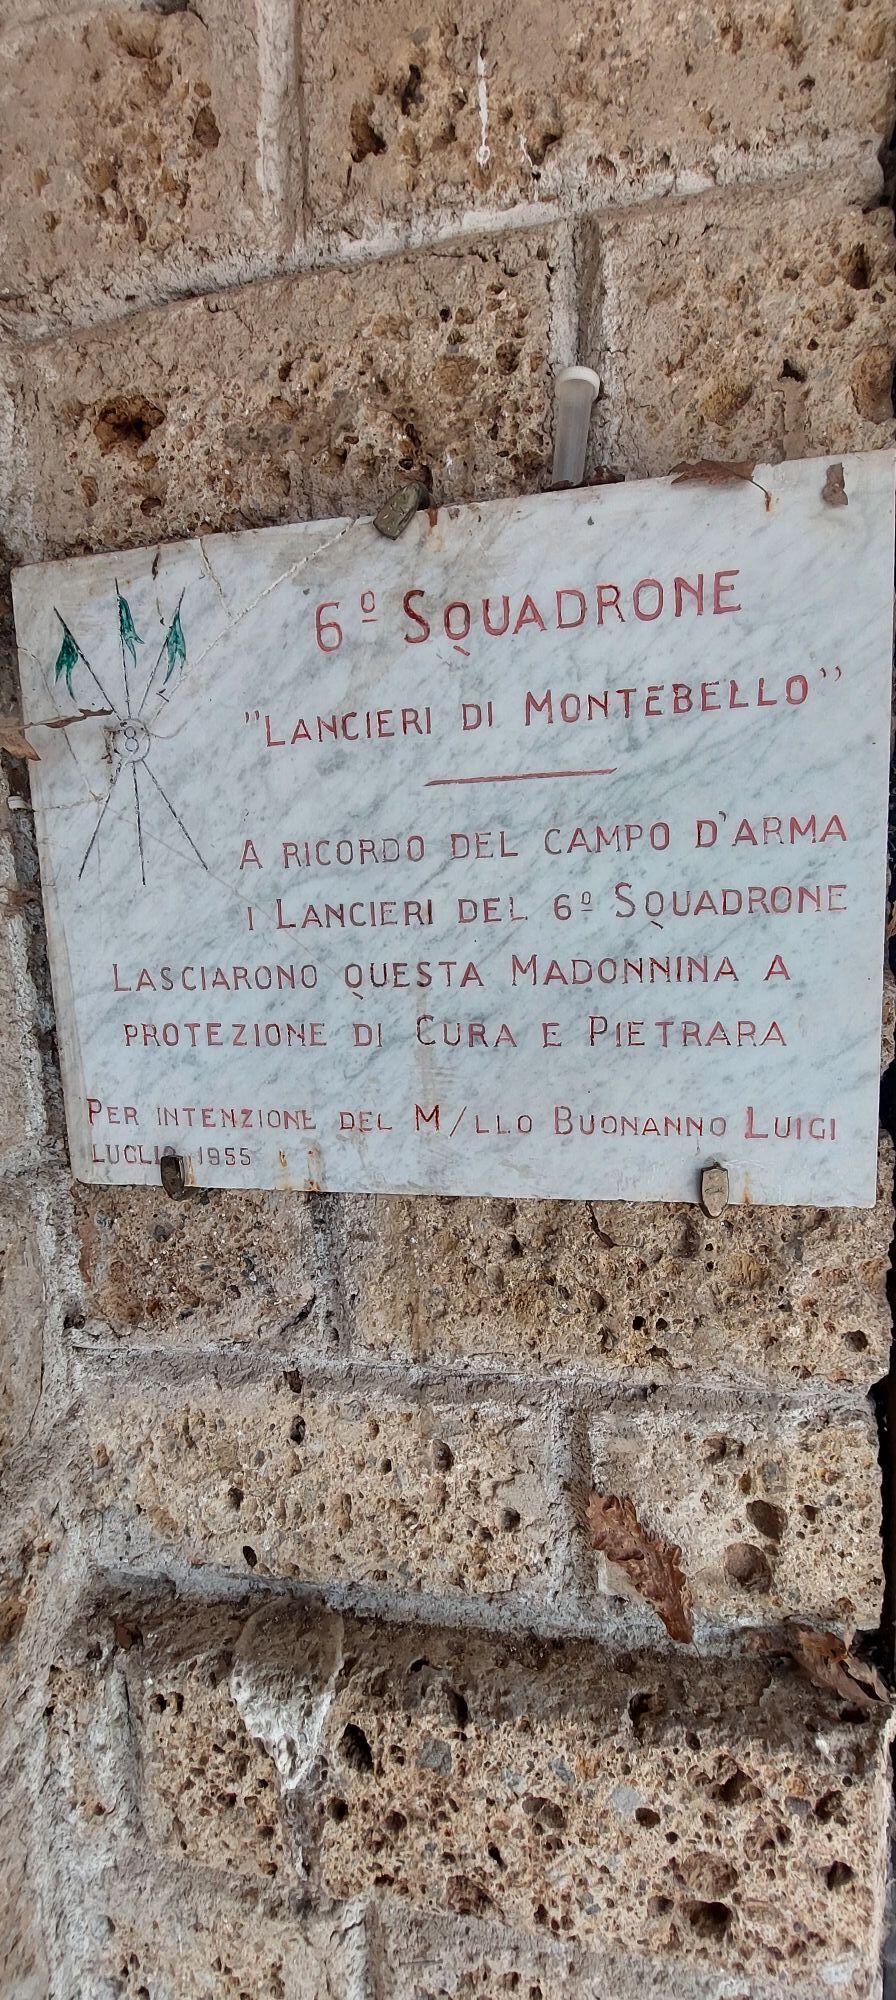 6º SQUADRONE
"LANCIERI DI MONTEBELLO"
8
A RICORDO DEL CAMPO D'ARMA
I LANCIERI DEL 6º SQUADRONE
LASCIARONO QUESTA MADONNINA A
PROTEZIONE DI CURA E PIETRARA
PER INTENZIONE DEL M/LLO BUONANNO LUIGI
LUGLIO 1955